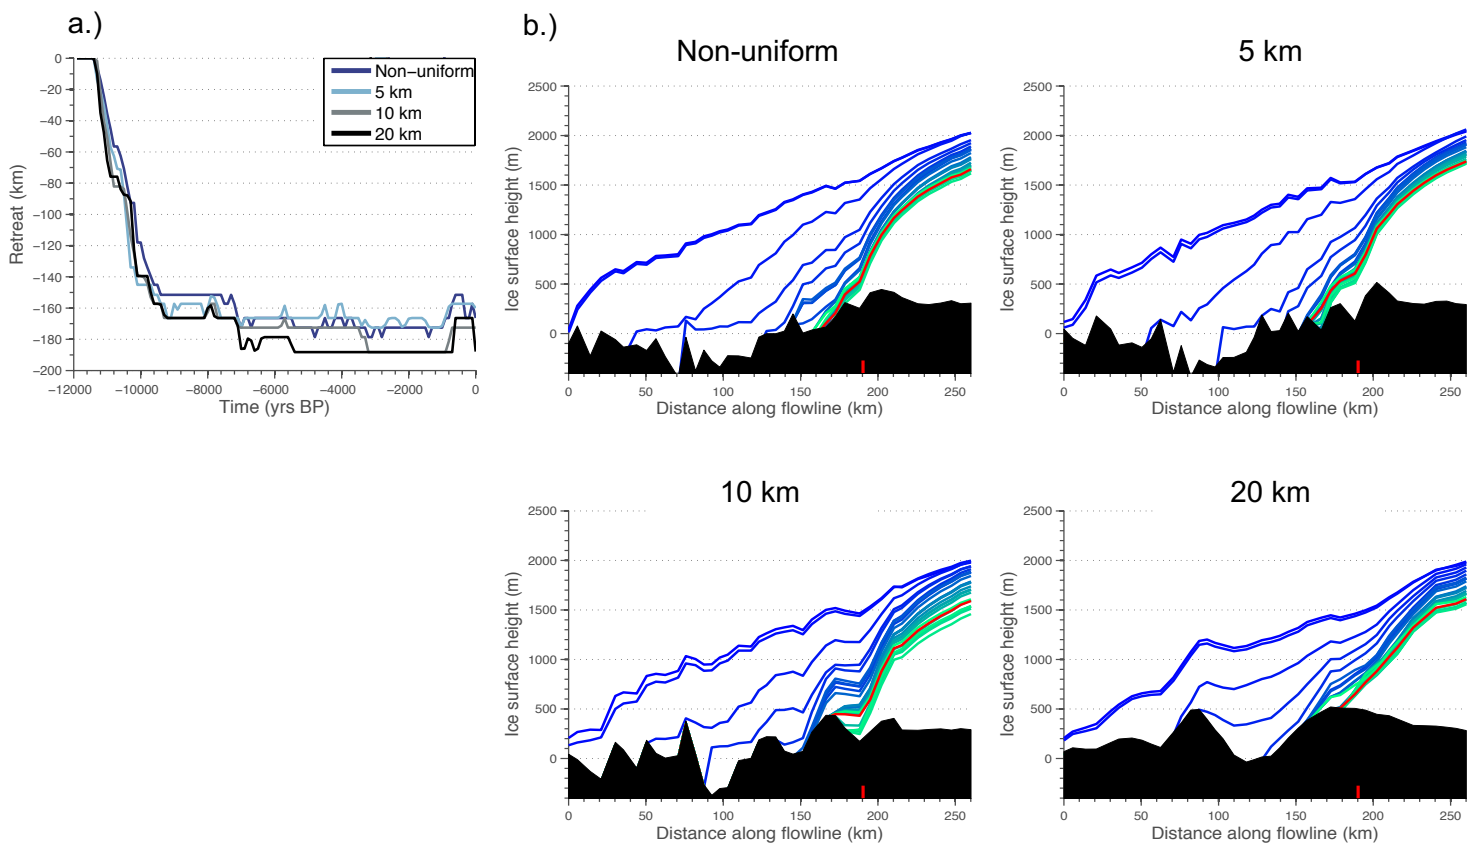 a.)
0
−20
−40
−60
−80
−100
−120
−140
−160
−180
−200
Retreat (km)
Non−uniform
5 km
10 km
20 km
−12000 −10000 −8000 −6000 −4000 −2000 0
Time (yrs BP)
b.)
Non-uniform
2500
2000
1500
1000
500
0
Ice surface height (m)
0 50 100 150 200 250
Distance along flowline (km)
5 km
2500
2000
1500
1000
500
0
Ice surface height (m)
0 50 100 150 200 250
Distance along flowline (km)
10 km
2500
2000
1500
1000
500
0
Ice surface height (m)
0 50 100 150 200 250
Distance along flowline (km)
20 km
2500
2000
1500
1000
500
0
Ice surface height (m)
0 50 100 150 200 250
Distance along flowline (km)